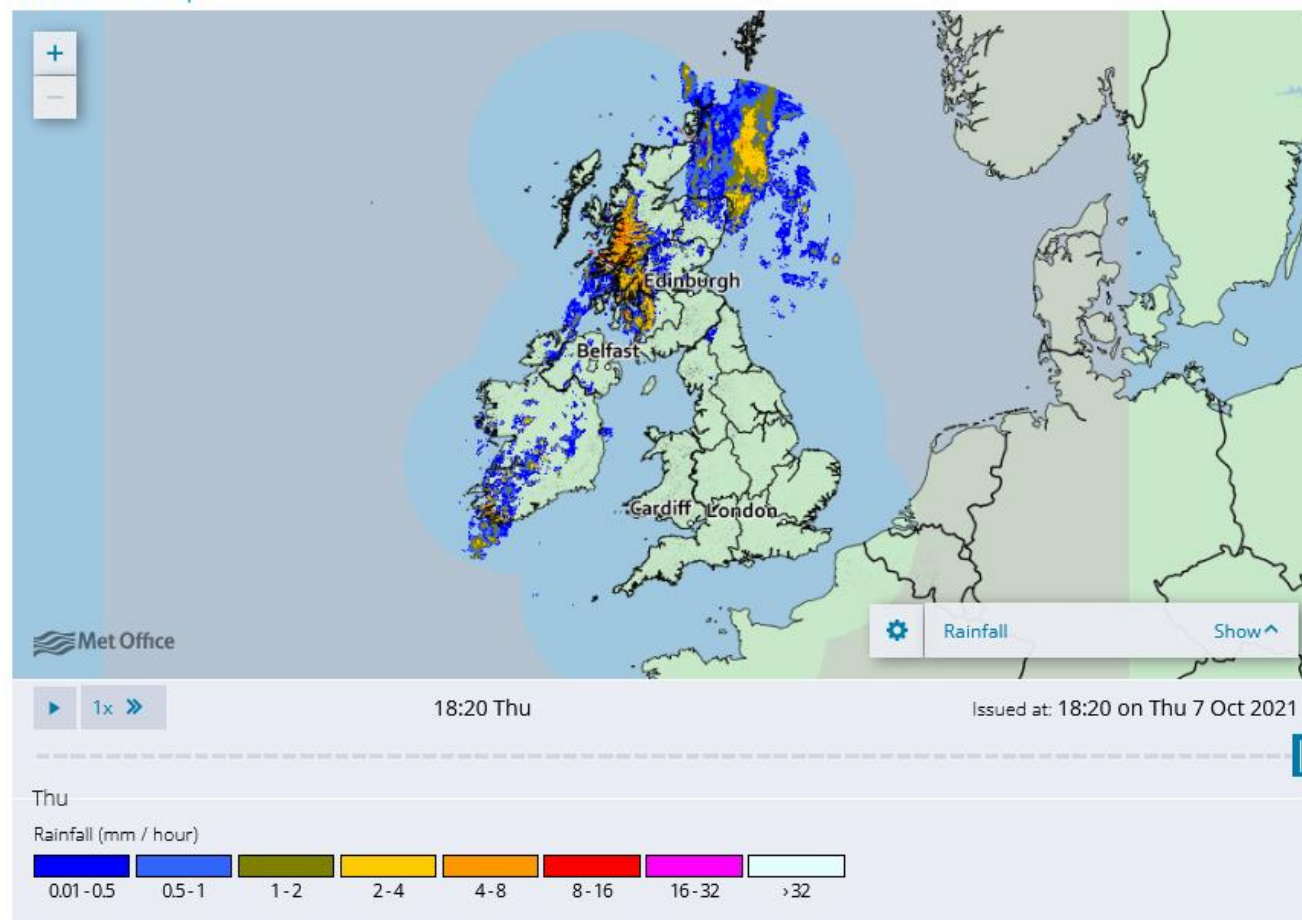 +
Edinburgh
Belfast
Cardiff
London
Met Office
Rainfall Show
1x
18:20 Thu
Issued at: 18:20 on Thu 7 Oct 2021
Thu
Rainfall (mm / hour)
0.01 - 0.5 0.5 - 1 1 - 2 2 - 4 4 - 8 8 - 16 16 - 32 >32